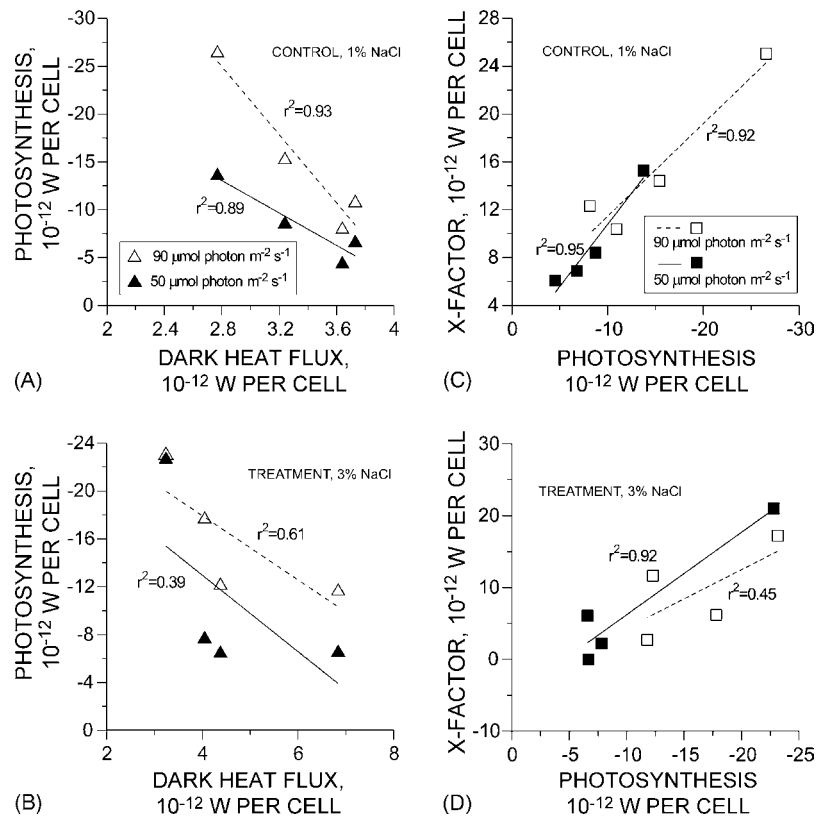 (A)
PHOTOSYNTHESIS,
10⁻¹² W PER CELL
-30
-25
-20
-15
-10
-5
0
CONTROL, 1% NaCl
r²=0.93
r²=0.89
90 µmol photon m⁻² s⁻¹
50 µmol photon m⁻² s⁻¹
2 2.4 2.8 3.2 3.6 4
DARK HEAT FLUX,
10⁻¹² W PER CELL
(C)
X-FACTOR, 10⁻¹² W PER CELL
28
24
20
16
12
8
4
CONTROL, 1% NaCl
r²=0.92
r²=0.95
90 µmol photon m⁻² s⁻¹
50 µmol photon m⁻² s⁻¹
0 -10 -20 -30
PHOTOSYNTHESIS
10⁻¹² W PER CELL
(B)
PHOTOSYNTHESIS,
10⁻¹² W PER CELL
-24
-20
-16
-12
-8
-4
0
TREATMENT, 3% NaCl
r²=0.61
r²=0.39
2 4 6 8
DARK HEAT FLUX,
10⁻¹² W PER CELL
(D)
X-FACTOR, 10⁻¹² W PER CELL
30
20
10
0
-10
TREATMENT, 3% NaCl
r²=0.92
r²=0.45
0 -5 -10 -15 -20 -25
PHOTOSYNTHESIS
10⁻¹² W PER CELL